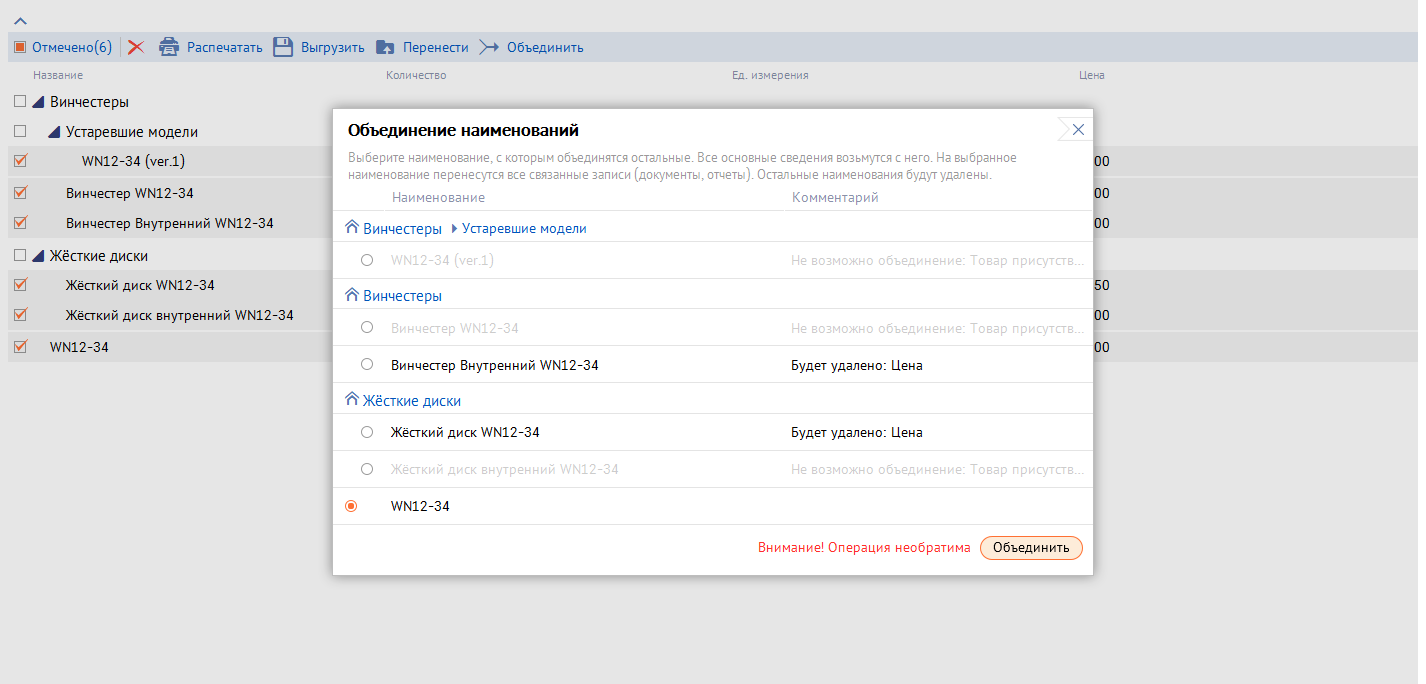 Отмечено(6) Распечатать Выгрузить Перенести Объединить
Название Количество Ед. измерения Цена
Винчестеры
Устаревшие модели
WN12-34 (ver.1) 00
Винчестер WN12-34 00
Винчестер Внутренний WN12-34 00
Жёсткие диски
Жёсткий диск WN12-34 50
Жёсткий диск внутренний WN12-34 00
WN12-34 00
Объединение наименований
Выберите наименование, с которым объединятся остальные. Все основные сведения возьмутся с него. На выбранное
наименование перенесутся все связанные записи (документы, отчеты). Остальные наименования будут удалены.
Наименование Комментарий
Винчестеры Устаревшие модели
WN12-34 (ver.1) Не возможно объединение: Товар присутств...
Винчестеры
Винчестер WN12-34 Не возможно объединение: Товар присутств...
Винчестер Внутренний WN12-34 Будет удалено: Цена
Жёсткие диски
Жёсткий диск WN12-34 Будет удалено: Цена
Жёсткий диск внутренний WN12-34 Не возможно объединение: Товар присутств...
WN12-34
Внимание! Операция необратима Объединить